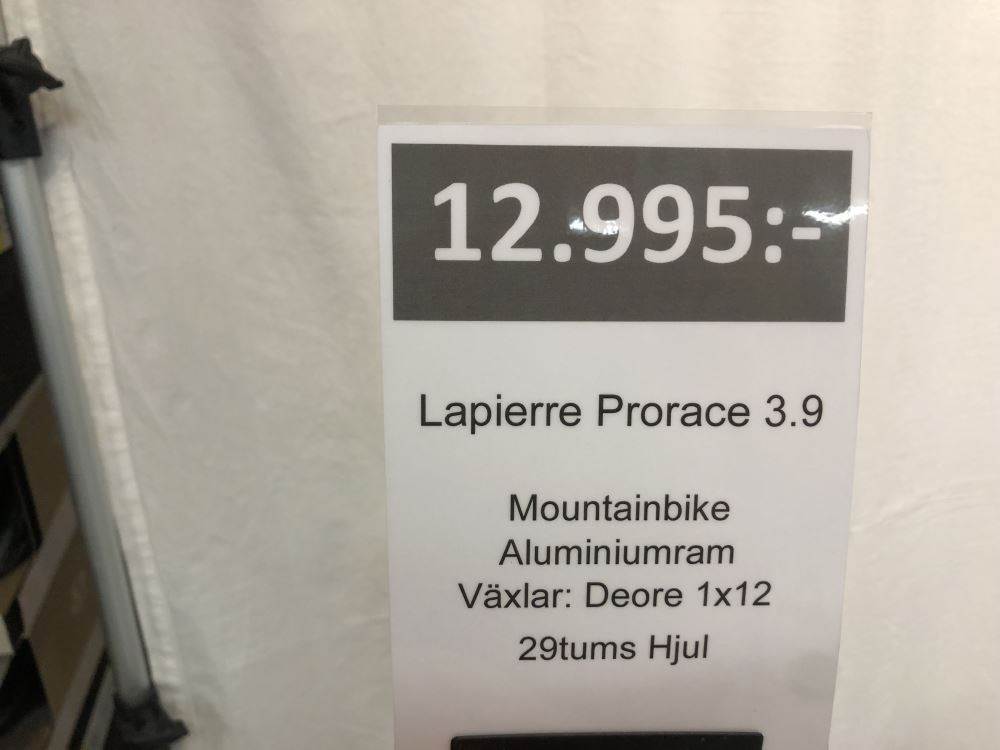 12.995:-
Lapierre Prorace 3.9
Mountainbike
Aluminiumram
Växlar: Deore 1x12
29tums Hjul